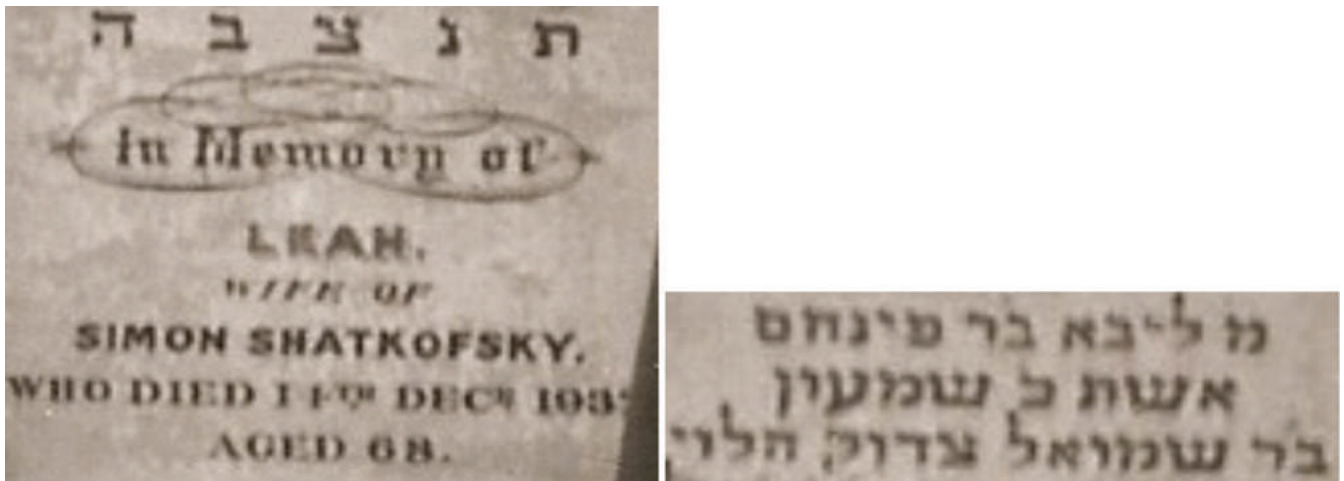 ת נ צ ב ה
In Memory of
LEAH.
WIFE OF
SIMON SHATKOFSKY.
WHO DIED DECR
AGED 68.
מ ליבא בר פינחס
אשת ר שמעון
בר שמואל צדוק הלוי